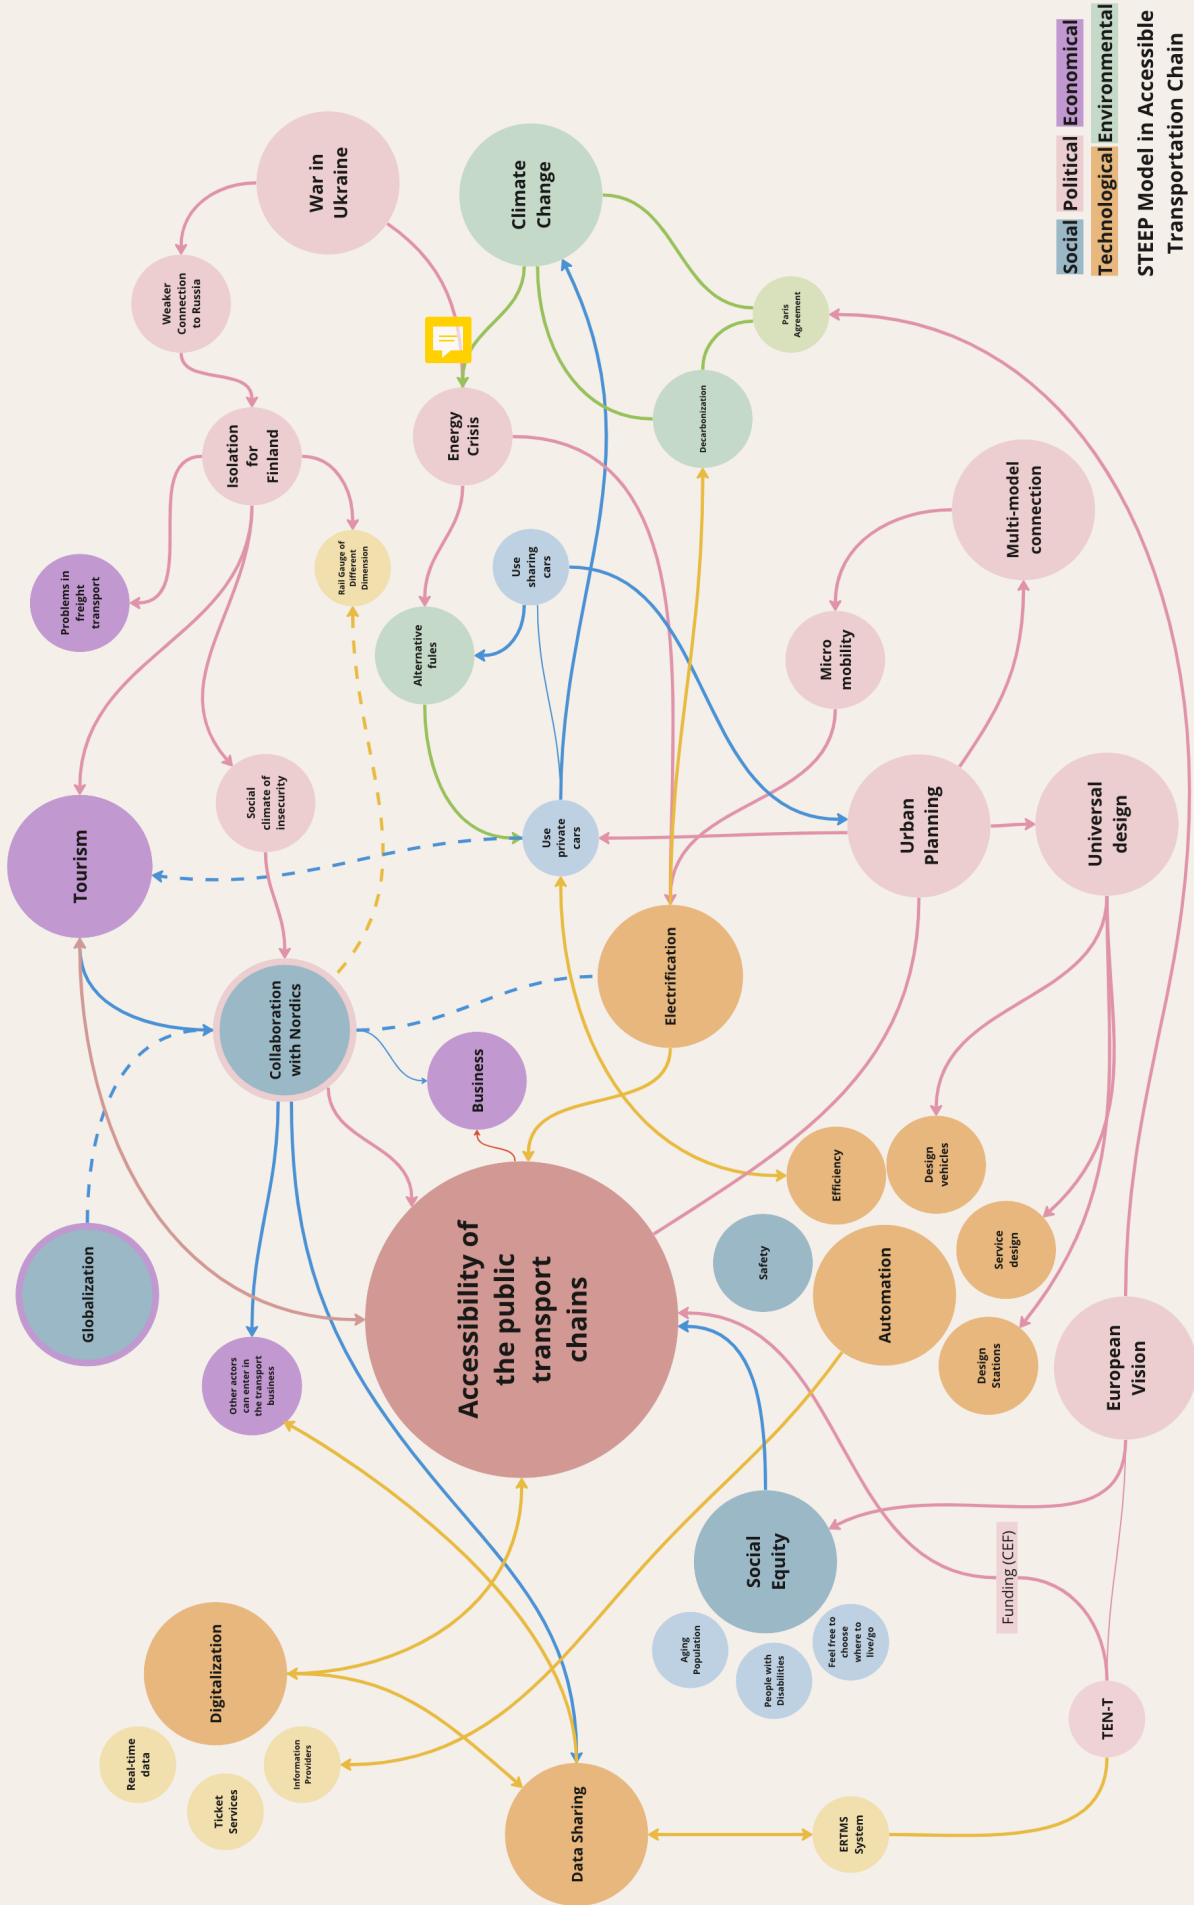 STEEP Model in Accessible
Transportation Chain
Social
Political
Economical
Technological
Environmental
War in
Ukraine
Climate
Change
Weaker
Connection
to Russia
Paris
Agreement
Isolation
for
Finland
Energy
Crisis
Decarbonization
Multi-model
connection
Problems in
freight
transport
Rail Gauge of
Different
Dimension
Use
sharing
cars
Alternative
fules
Micro
mobility
Tourism
Social
climate of
insecurity
Use
private
cars
Urban
Planning
Universal
design
Collaboration
with Nordics
Electrification
Business
Globalization
Efficiency
Design
vehicles
Safety
Service
design
Automation
Design
Stations
European
Vision
Accessibility of
the public
transport
chains
Other actors
can enter in
the transport
business
Social
Equity
Funding (CEF)
Aging
Population
People with
Disabilities
Feel free to
choose
where to
live/go
Digitalization
Real-time
data
Ticket
Services
Information
Providers
TEN-T
Data Sharing
ERTMS
System